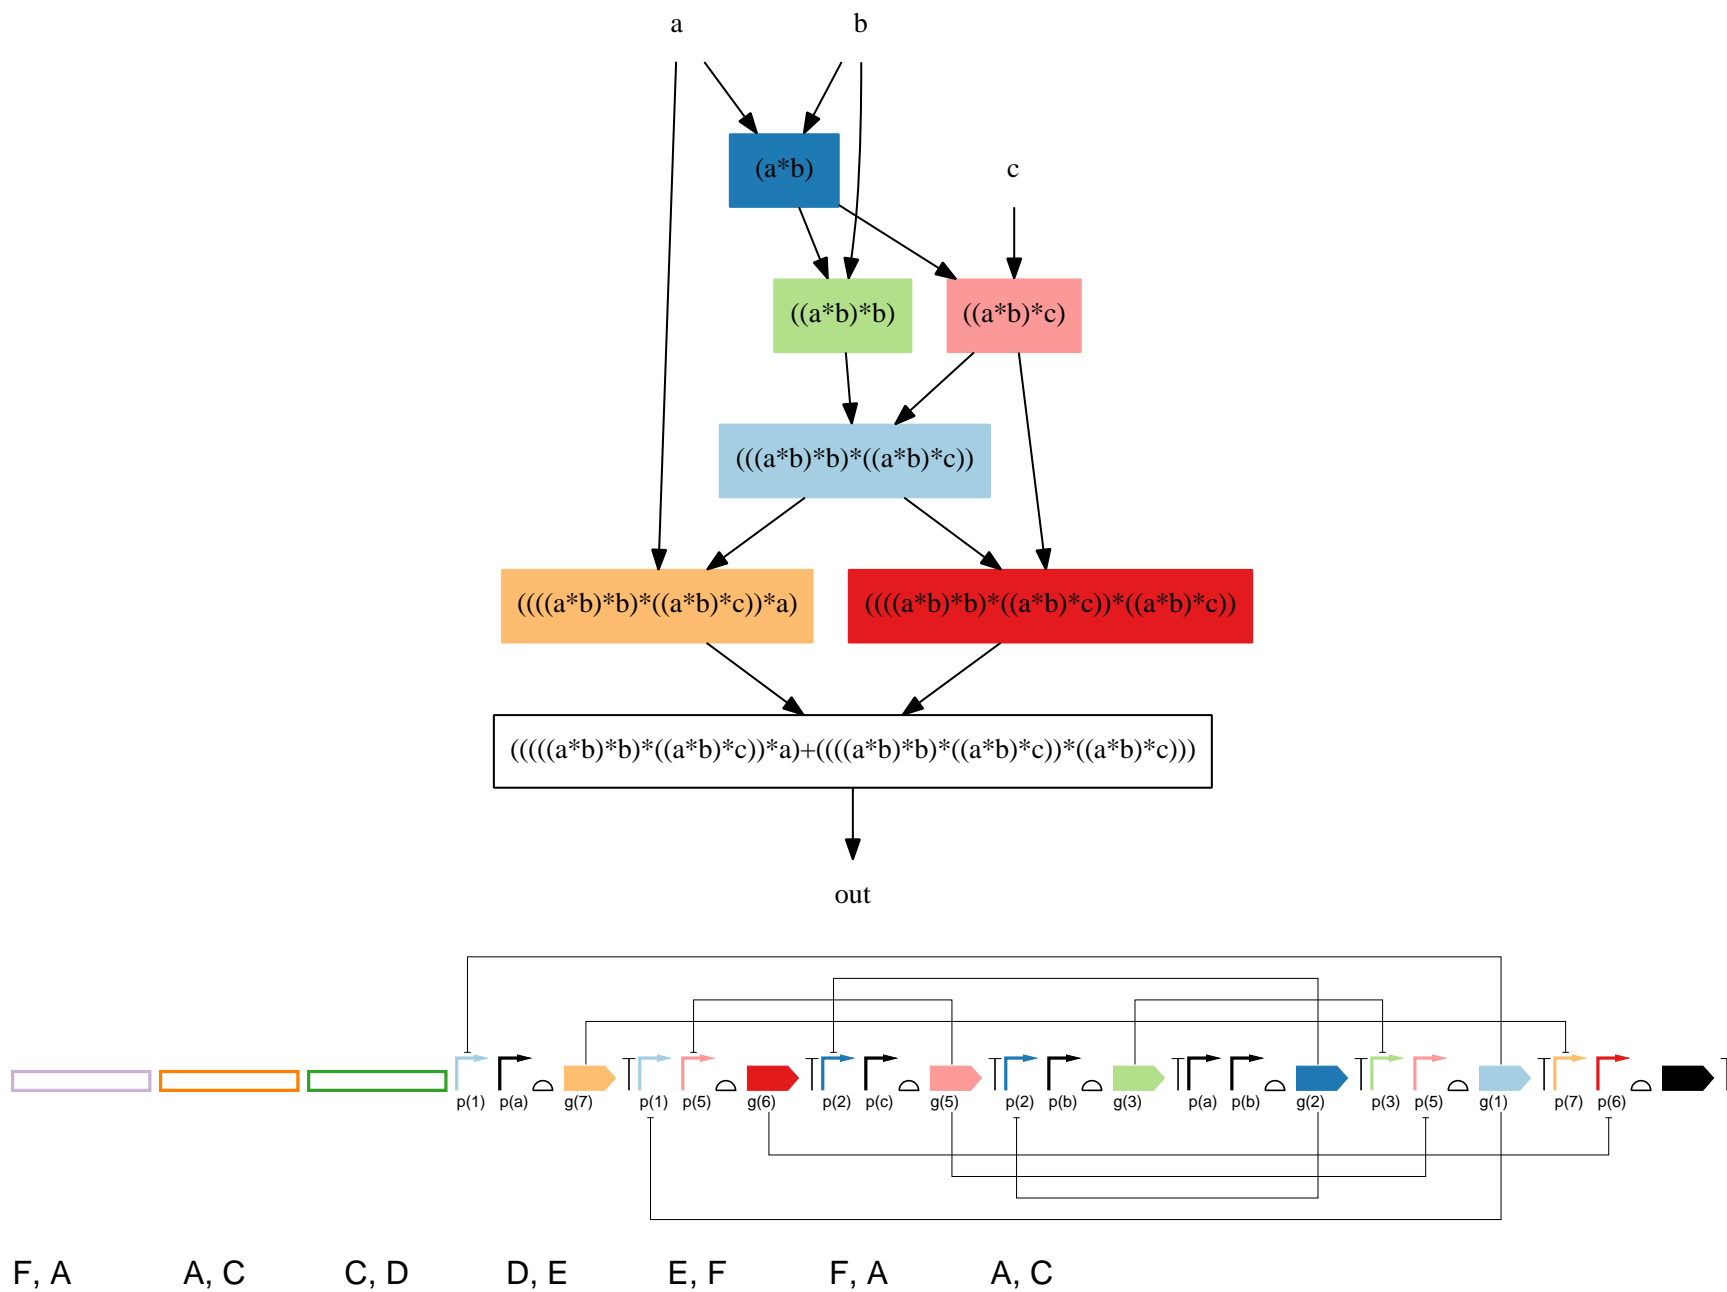 a b
(a*b)
c
((a*b)*b) ((a*b)*c)
(((a*b)*b)*((a*b)*c))
((((a*b)*b)*((a*b)*c))*a) ((((a*b)*b)*((a*b)*c))*((a*b)*c))
(((((a*b)*b)*((a*b)*c))*a)+((((a*b)*b)*((a*b)*c))*((a*b)*c)))
out
p(1) p(a) g(7) p(1) p(5) g(6) p(2) p(c) g(5) p(2) p(b) g(3) p(a) p(b) g(2) p(3) p(5) g(1) p(7) p(6)
F, A A, C C, D D, E E, F F, A A, C